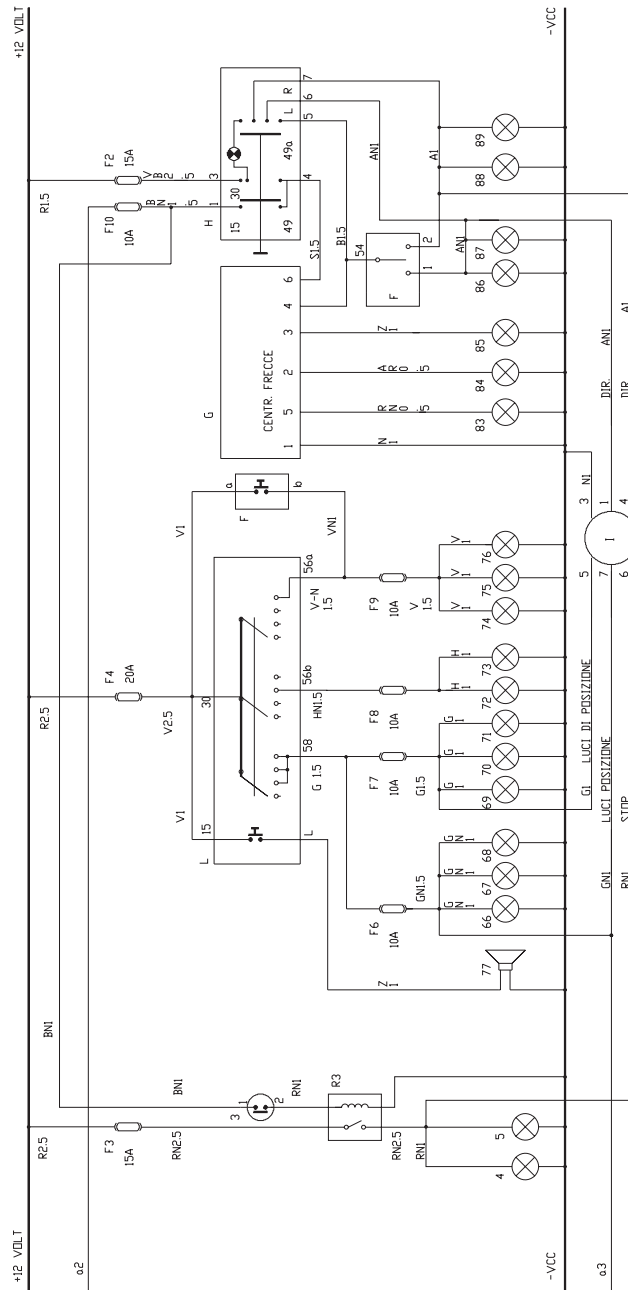 +12 VOLT
+12 VOLT
-VCC
-VCC
a2
a3
R2.5
F3
15A
RN2.5
BN1
BN1
3
1
2
RN1
R3
RN2.5
RN1
4
5
R2.5
F4
20A
V2.5
V1
V1
L
15
30
L
58
56b
56a
G 1.5
HN1.5
V-N
1.5
F
a
b
VN1
Z
1
77
F6
10A
GN1.5
G
N
1
G
N
1
G
N
1
66
67
68
F7
10A
G1.5
G
1
G
1
G
1
69
70
71
F8
10A
H
1
H
1
72
73
F9
10A
V
1.5
V
1
V
1
V
1
74
75
76
G
CENTR. FRECCE
1
5
2
3
4
6
N
1
R
N
0
.5
A
R
0
.5
Z
1
83
84
85
R1.5
F10
10A
F2
15A
B
N
1
.5
V
B
2
.5
H
1
3
15
30
49
49a
4
5
L
6
R
7
S1.5
B1.5
AN1
A1
54
F
1
2
AN1
86
87
88
89
G1
LUCI DI POSIZIONE
GN1
LUCI POSIZIONE
RN1
STOP
5
7
6
I
3
1
4
N1
DIR.
AN1
DIR.
A1